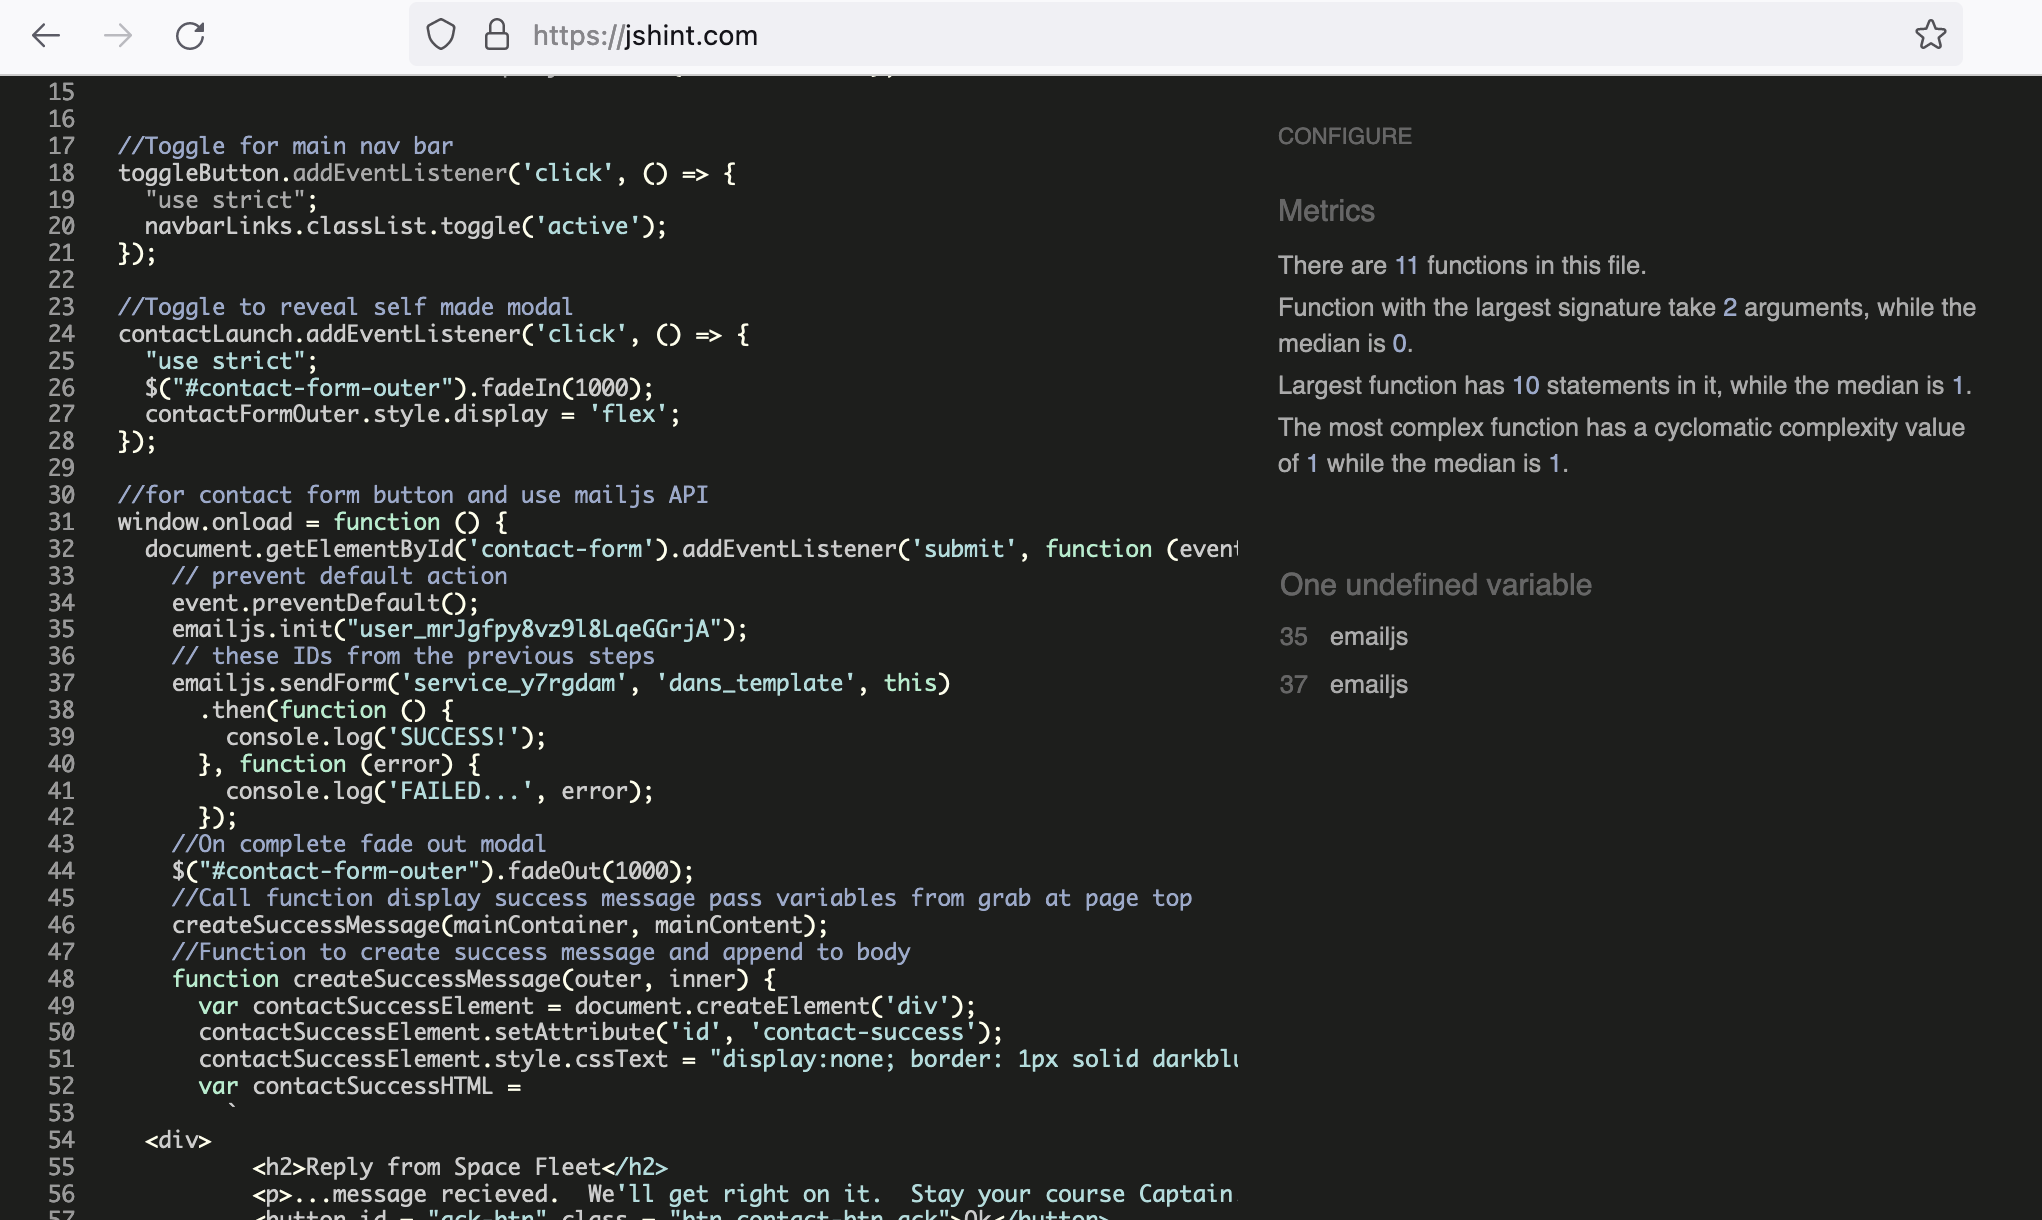 https://jshint.com
15
16
17 //Toggle for main nav bar
18 toggleButton.addEventListener('click', () => {
19 "use strict";
20 navbarLinks.classList.toggle('active');
21 });
22
23 //Toggle to reveal self made modal
24 contactLaunch.addEventListener('click', () => {
25 "use strict";
26 $("#contact-form-outer").fadeIn(1000);
27 contactFormOuter.style.display = 'flex';
28 });
29
30 //for contact form button and use mailjs API
31 window.onload = function () {
32 document.getElementById('contact-form').addEventListener('submit', function (event
33 // prevent default action
34 event.preventDefault();
35 emailjs.init("user_mrJgfpy8vz9l8LqeGGrjA");
36 // these IDs from the previous steps
37 emailjs.sendForm('service_y7rgdam', 'dans_template', this)
38 .then(function () {
39 console.log('SUCCESS!');
40 }, function (error) {
41 console.log('FAILED...', error);
42 });
43 //On complete fade out modal
44 $("#contact-form-outer").fadeOut(1000);
45 //Call function display success message pass variables from grab at page top
46 createSuccessMessage(mainContainer, mainContent);
47 //Function to create success message and append to body
48 function createSuccessMessage(outer, inner) {
49 var contactSuccessElement = document.createElement('div');
50 contactSuccessElement.setAttribute('id', 'contact-success');
51 contactSuccessElement.style.cssText = "display:none; border: 1px solid darkblu
52 var contactSuccessHTML =
53 `
54 <div>
55 <h2>Reply from Space Fleet</h2>
56 <p>...message recieved.  We'll get right on it.  Stay your course Captain
57 <button id = "ack-btn" class = "btn contact-btn ack">Ok</button>
CONFIGURE
Metrics
There are 11 functions in this file.
Function with the largest signature take 2 arguments, while the
median is 0.
Largest function has 10 statements in it, while the median is 1.
The most complex function has a cyclomatic complexity value
of 1 while the median is 1.
One undefined variable
35 emailjs
37 emailjs